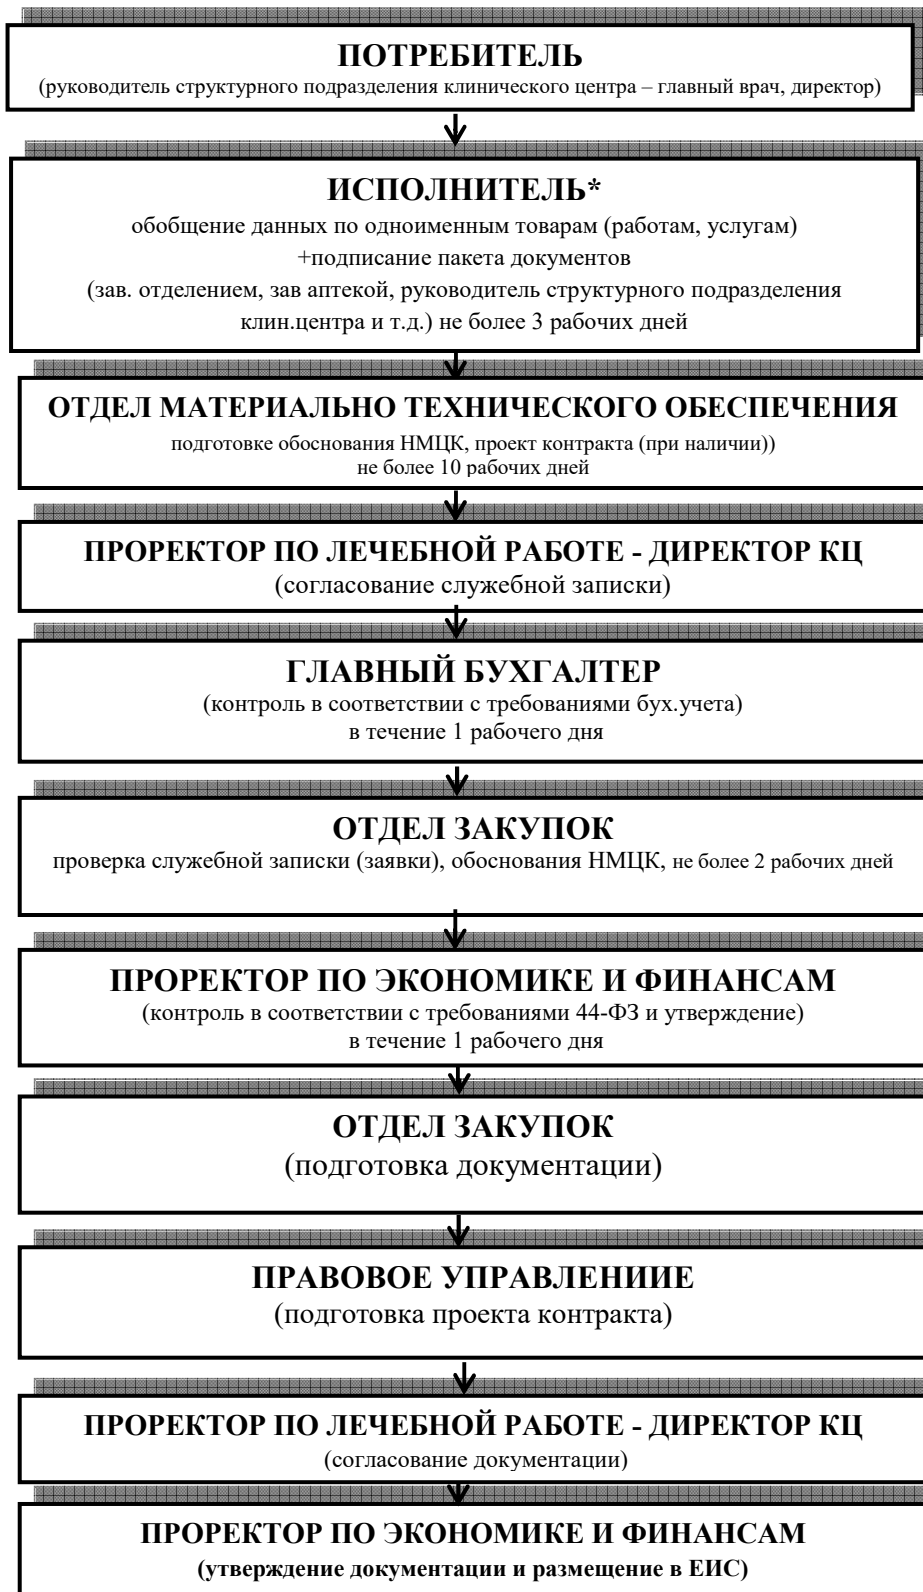 ПОТРЕБИТЕЛЬ
(руководитель структурного подразделения клинического центра – главный врач, директор)
ИСПОЛНИТЕЛЬ*
обобщение данных по одноименным товарам (работам, услугам)
+подписание пакета документов
(зав. отделением, зав аптекой, руководитель структурного подразделения
клин.центра и т.д.) не более 3 рабочих дней
ОТДЕЛ МАТЕРИАЛЬНО ТЕХНИЧЕСКОГО ОБЕСПЕЧЕНИЯ
подготовке обоснования НМЦК, проект контракта (при наличии))
не более 10 рабочих дней
ПРОРЕКТОР ПО ЛЕЧЕБНОЙ РАБОТЕ - ДИРЕКТОР КЦ
(согласование служебной записки)
ГЛАВНЫЙ БУХГАЛТЕР
(контроль в соответствии с требованиями бух.учета)
в течение 1 рабочего дня
ОТДЕЛ ЗАКУПОК
проверка служебной записки (заявки), обоснования НМЦК, не более 2 рабочих дней
ПРОРЕКТОР ПО ЭКОНОМИКЕ И ФИНАНСАМ
(контроль в соответствии с требованиями 44-ФЗ и утверждение)
в течение 1 рабочего дня
ОТДЕЛ ЗАКУПОК
(подготовка документации)
ПРАВОВОЕ УПРАВЛЕНИИЕ
(подготовка проекта контракта)
ПРОРЕКТОР ПО ЛЕЧЕБНОЙ РАБОТЕ - ДИРЕКТОР КЦ
(согласование документации)
ПРОРЕКТОР ПО ЭКОНОМИКЕ И ФИНАНСАМ
(утверждение документации и размещение в ЕИС)